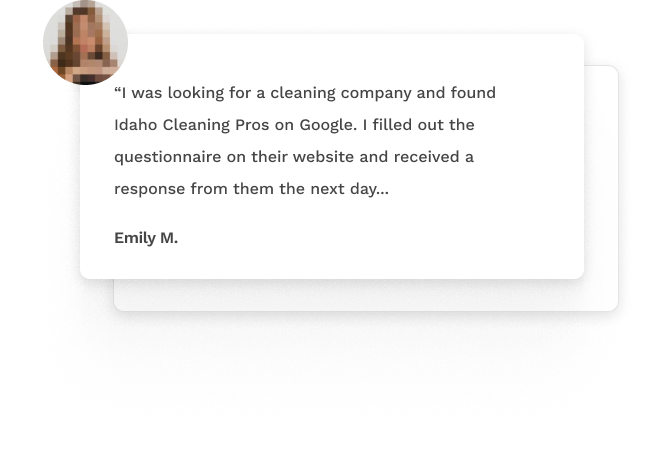 “I was looking for a cleaning company and found
Idaho Cleaning Pros on Google. I filled out the
questionnaire on their website and received a
response from them the next day...
Emily M.